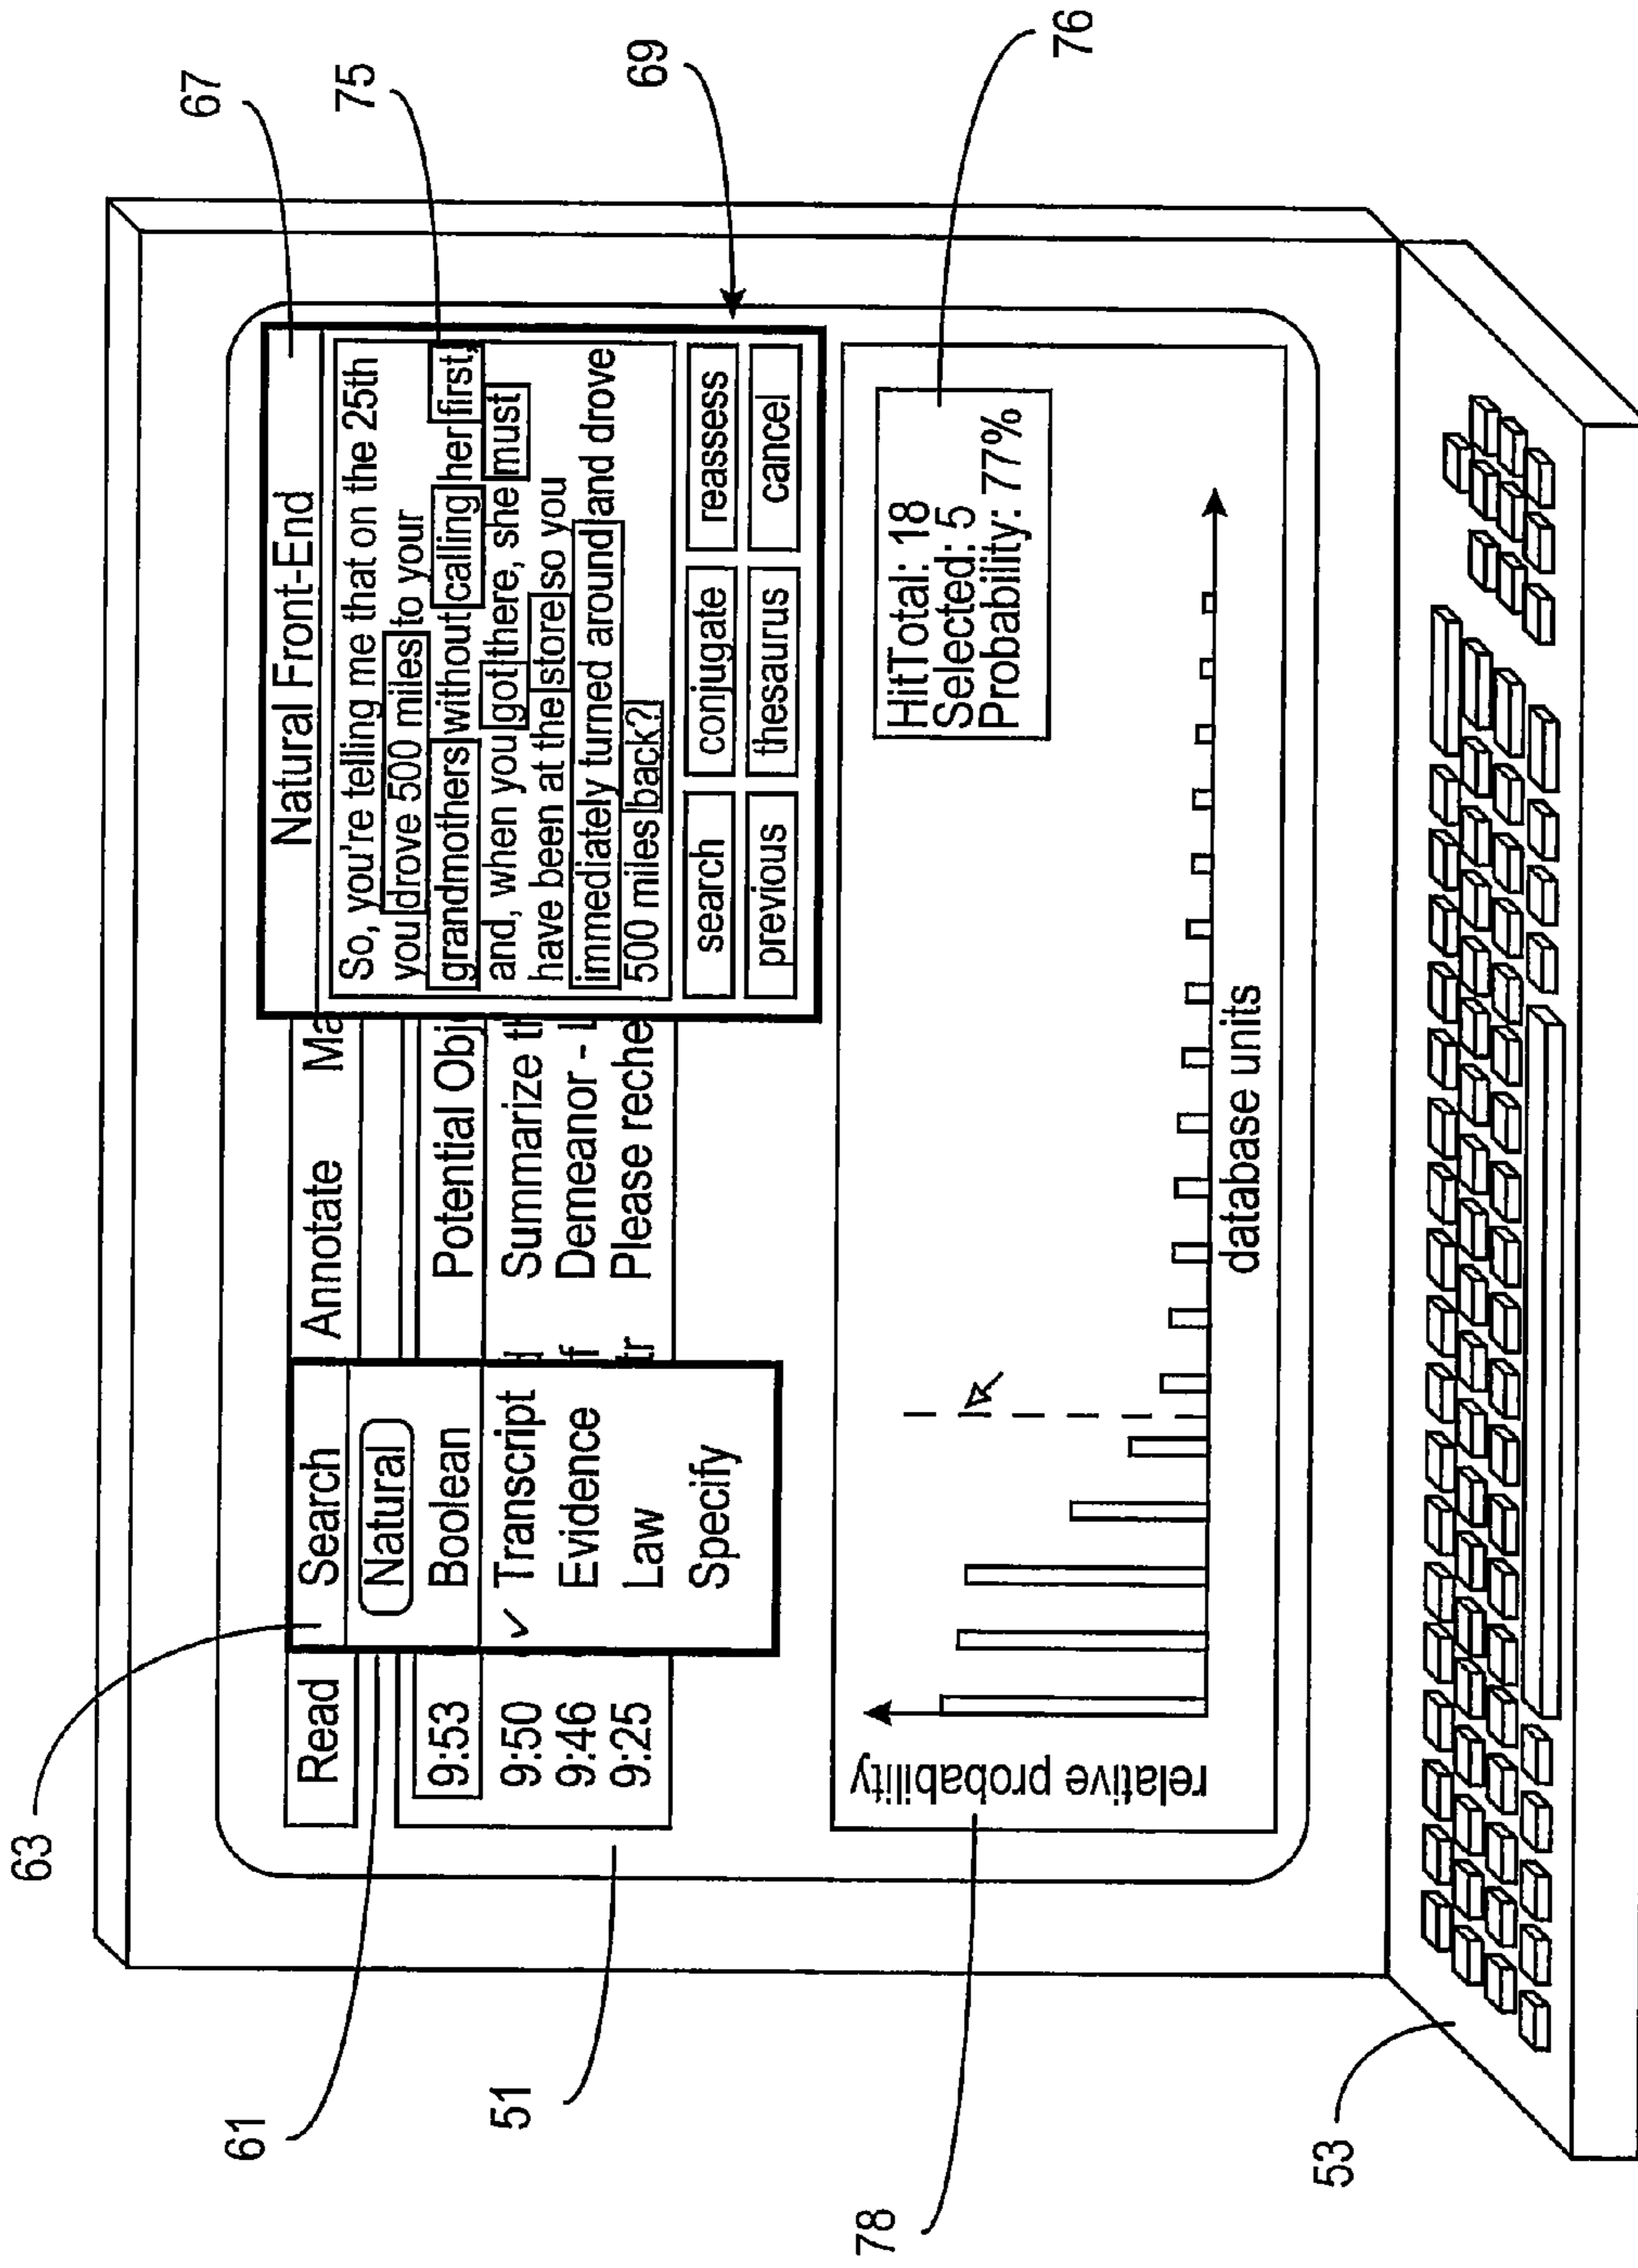 63
67
75
69
76
61
51
78
53
Read
Search
Annotate
Ma
Natural
Boolean
✓ Transcript
Evidence
Law
Specify
9:53
9:50
9:46
9:25
Potential Obj
Summarize th
Demeanor - L
Please reche
d
f
tr
Natural Front-End
So, you're telling me that on the 25th
you drove 500 miles to your
grandmothers without calling her first,
and, when you got there, she must
have been at the store so you
immediately turned around and drove
500 miles back?
search
conjugate
reassess
previous
thesaurus
cancel
HitTotal: 18
Selected: 5
Probability: 77%
relative probability
database units